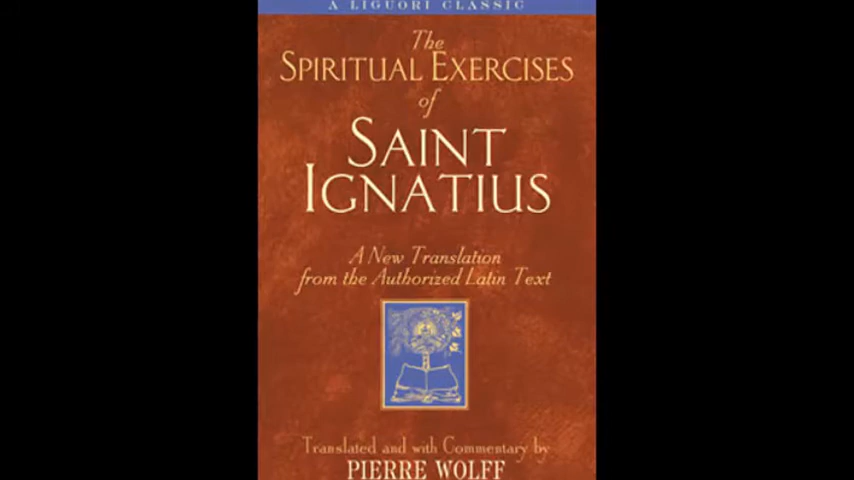 A LIGUORI CLASSIC
The
SPIRITUAL EXERCISES
of
SAINT
IGNATIUS
A New Translation
from the Authorized Latin Text
Translated and with Commentary by
PIERRE WOLFF